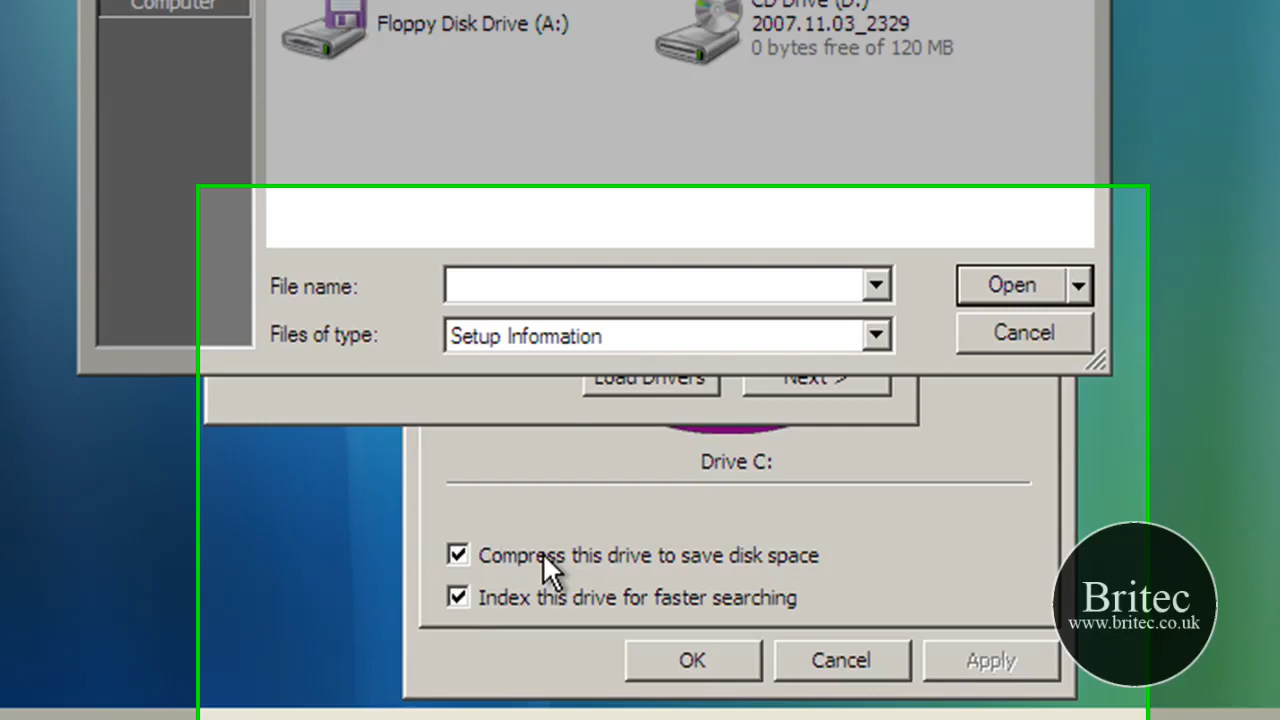 Computer
Floppy Disk Drive (A:)
CD Drive (D:)
2007.11.03_2329
0 bytes free of 120 MB
File name:
Open
Files of type:
Setup Information
Cancel
Load Drivers
Next >
Drive C:
Compress this drive to save disk space
Index this drive for faster searching
OK
Cancel
Apply
Britec
www.britec.co.uk